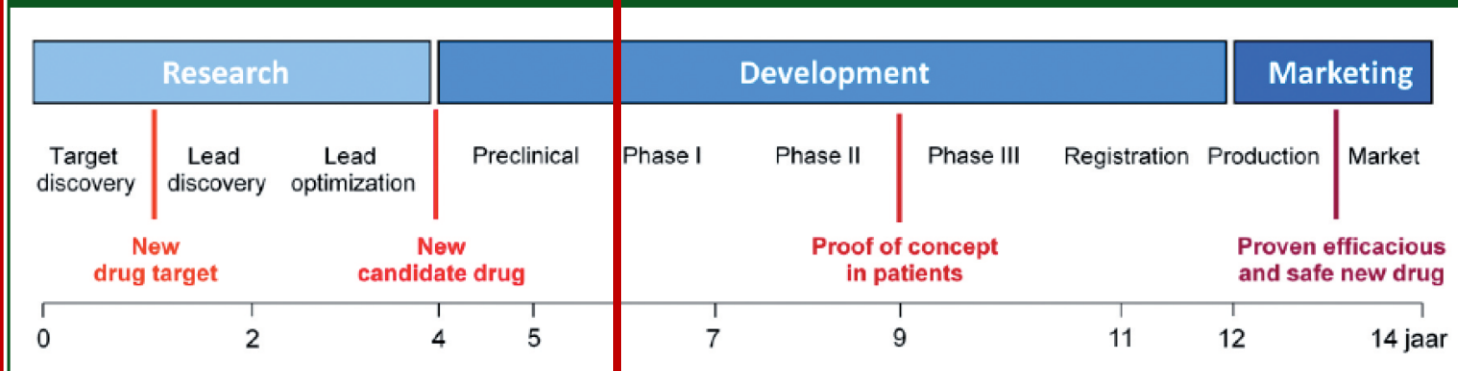 Research Development Marketing
Target discovery
Lead discovery
Lead optimization
Preclinical
Phase I
Phase II
Phase III
Registration
Production
Market
New drug target
New candidate drug
Proof of concept in patients
Proven efficacious and safe new drug
0 2 4 5 7 9 11 12 14 jaar